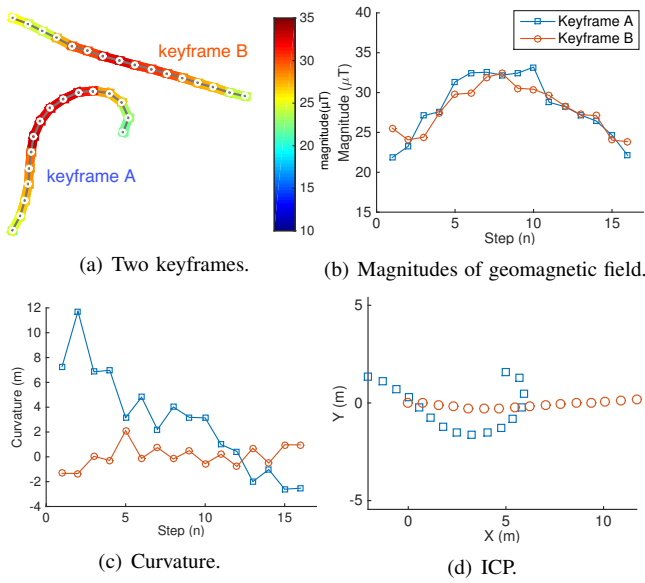 keyframe B
keyframe A
35
30
25
20
15
10
magnitude(μT)
(a) Two keyframes.
Keyframe A
Keyframe B
40
35
30
25
20
15
Magnitude (μT)
0
5
10
15
Step (n)
(b) Magnitudes of geomagnetic field.
12
10
8
6
4
2
0
-2
-4
Curvature (m)
0
5
10
15
Step (n)
(c) Curvature.
5
0
-5
Y (m)
0
5
10
X (m)
(d) ICP.